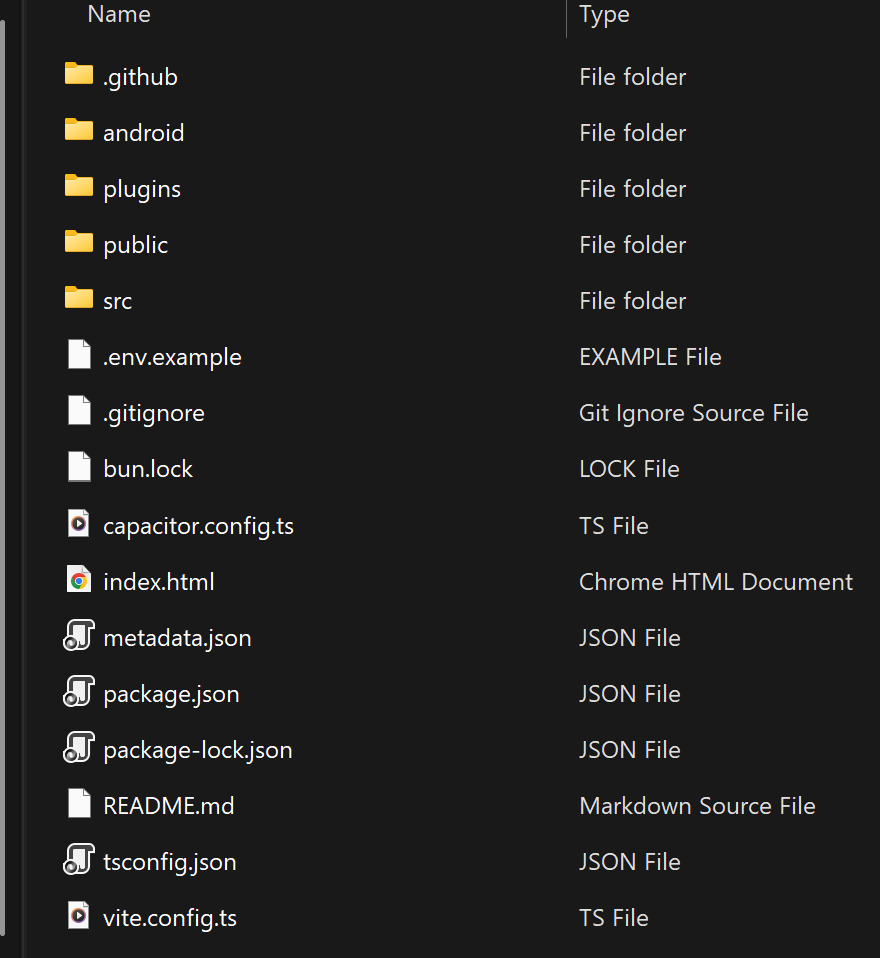 Name Type
.github File folder
android File folder
plugins File folder
public File folder
src File folder
.env.example EXAMPLE File
.gitignore Git Ignore Source File
bun.lock LOCK File
capacitor.config.ts TS File
index.html Chrome HTML Document
metadata.json JSON File
package.json JSON File
package-lock.json JSON File
README.md Markdown Source File
tsconfig.json JSON File
vite.config.ts TS File